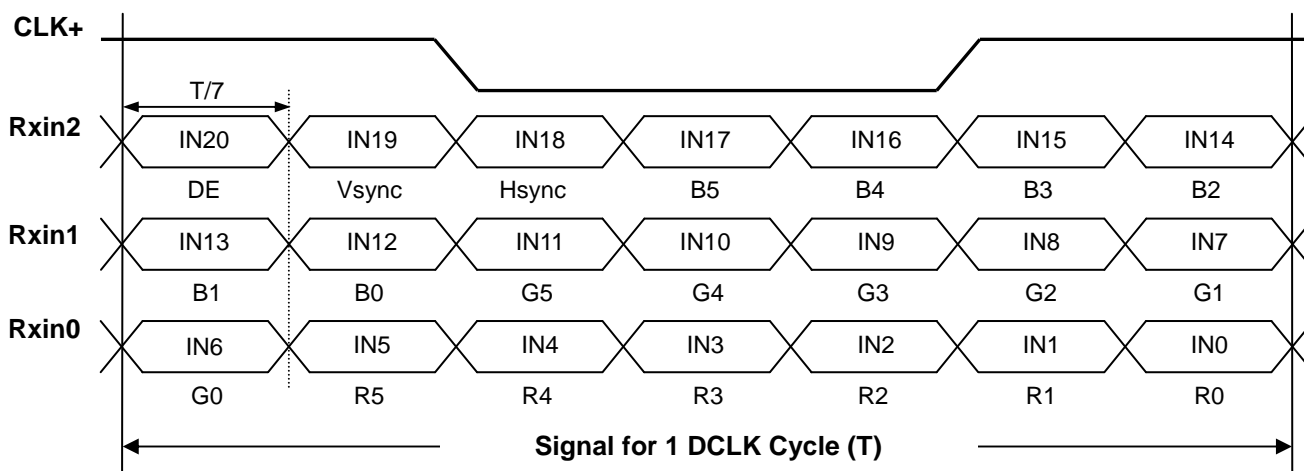 CLK+
T/7
Rxin2 IN20 IN19 IN18 IN17 IN16 IN15 IN14
DE Vsync Hsync B5 B4 B3 B2
Rxin1 IN13 IN12 IN11 IN10 IN9 IN8 IN7
B1 B0 G5 G4 G3 G2 G1
Rxin0 IN6 IN5 IN4 IN3 IN2 IN1 IN0
G0 R5 R4 R3 R2 R1 R0
Signal for 1 DCLK Cycle (T)